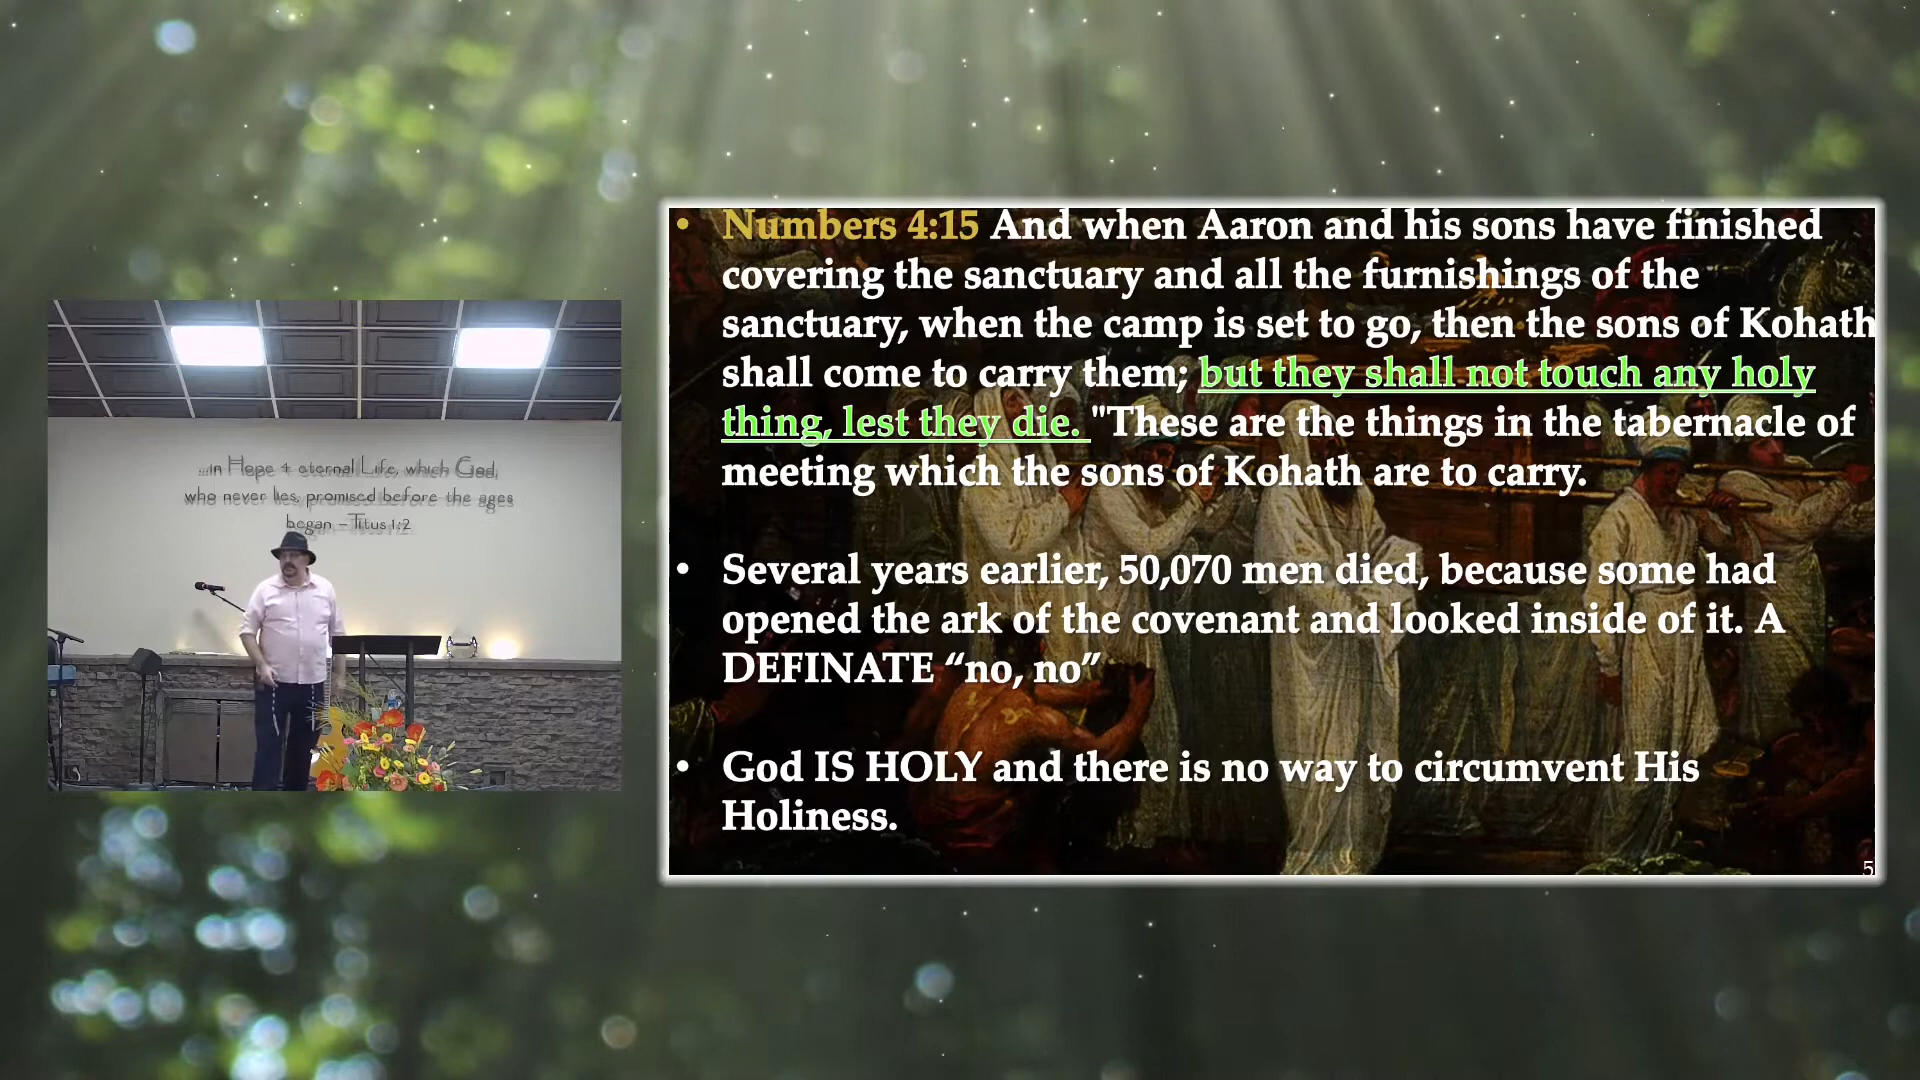 ...in Hope 4 eternal Life, which God,
who never lies, promised before the ages
began - Titus 1:2
• Numbers 4:15 And when Aaron and his sons have finished
covering the sanctuary and all the furnishings of the
sanctuary, when the camp is set to go, then the sons of Kohath
shall come to carry them; but they shall not touch any holy
thing, lest they die. "These are the things in the tabernacle of
meeting which the sons of Kohath are to carry.
• Several years earlier, 50,070 men died, because some had
opened the ark of the covenant and looked inside of it. A
DEFINATE “no, no”
• God IS HOLY and there is no way to circumvent His
Holiness.
5